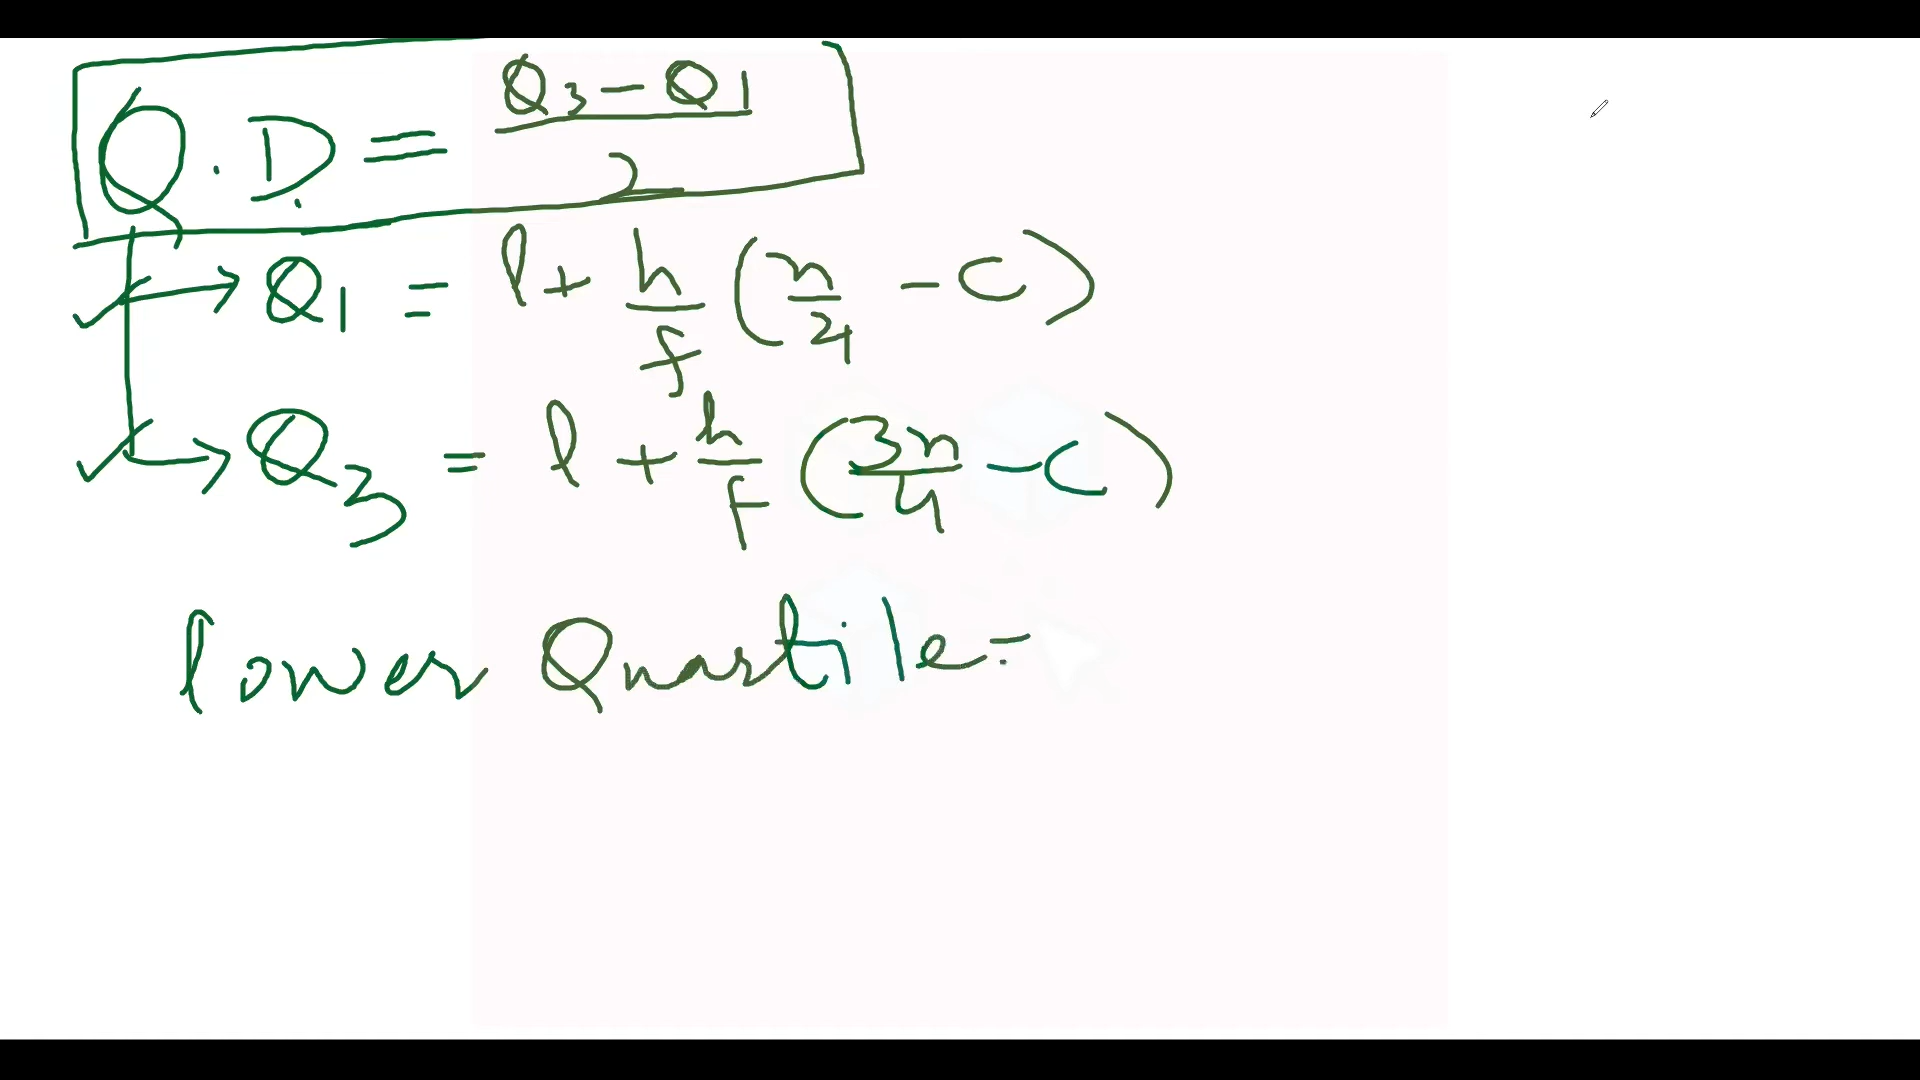 Q.D = Q3 - Q1 / 2
Q1 = l + h/f (n/4 - C)
Q3 = l + h/f (3n/4 - C)
lower Quartile =